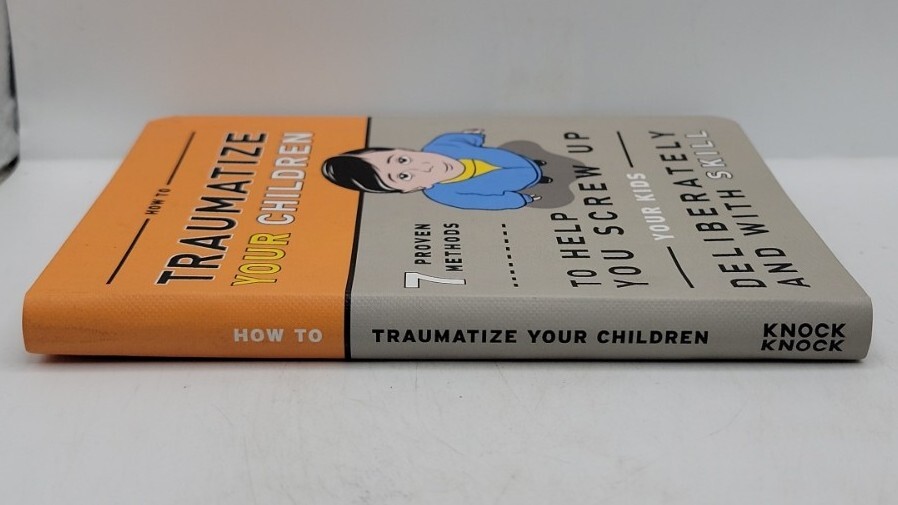 HOW TO
TRAUMATIZE
YOUR CHILDREN
7 PROVEN
METHODS
TO HELP
YOU SCREW UP
YOUR KIDS
DELIBERATELY
AND WITH SKILL
HOW TO TRAUMATIZE YOUR CHILDREN
KNOCK
KNOCK